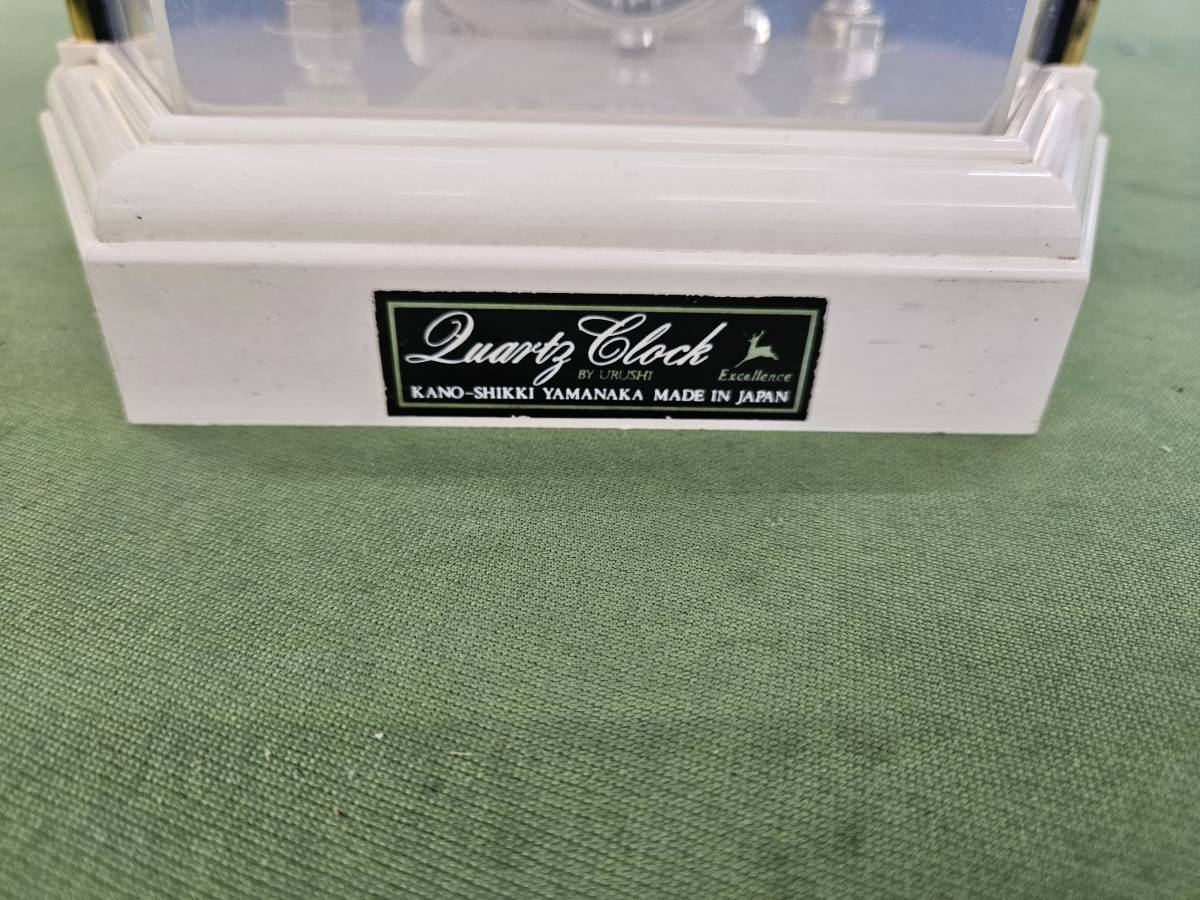 Quartz Clock
BY URUSHI Excellence
KANO-SHIKKI YAMANAKA MADE IN JAPAN